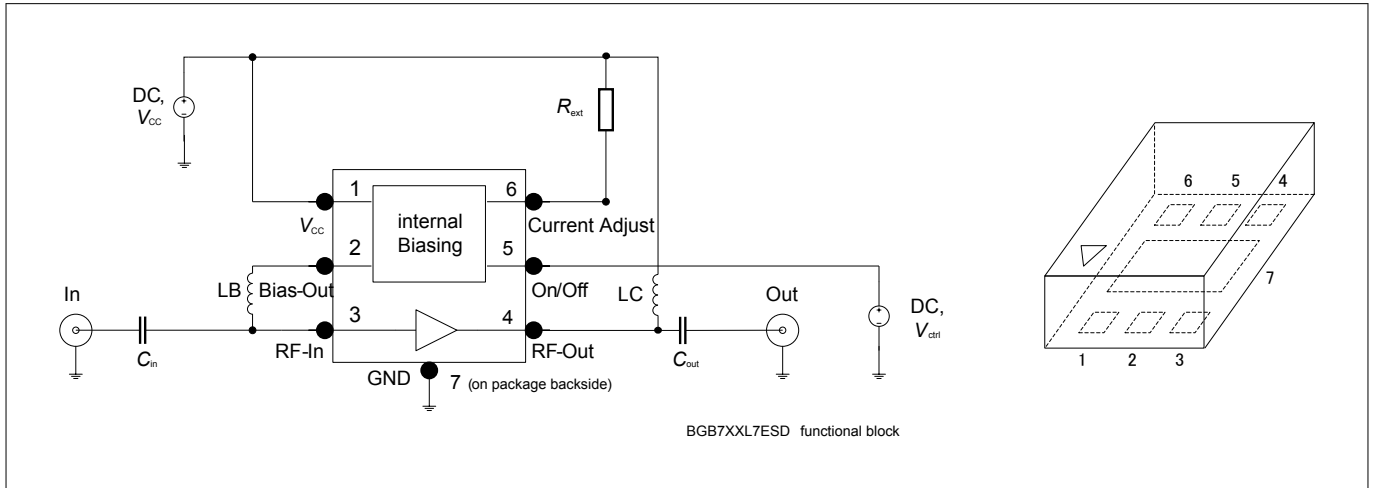 DC,
VCC
Rext
1
6
internal
Biasing
VCC
Current Adjust
2
5
In
LB
Bias-Out
On/Off
LC
Out
DC,
Vctrl
3
4
Cin
RF-In
RF-Out
Cout
GND
7 (on package backside)
BGB7XXL7ESD functional block
6 5 4
7
1 2 3